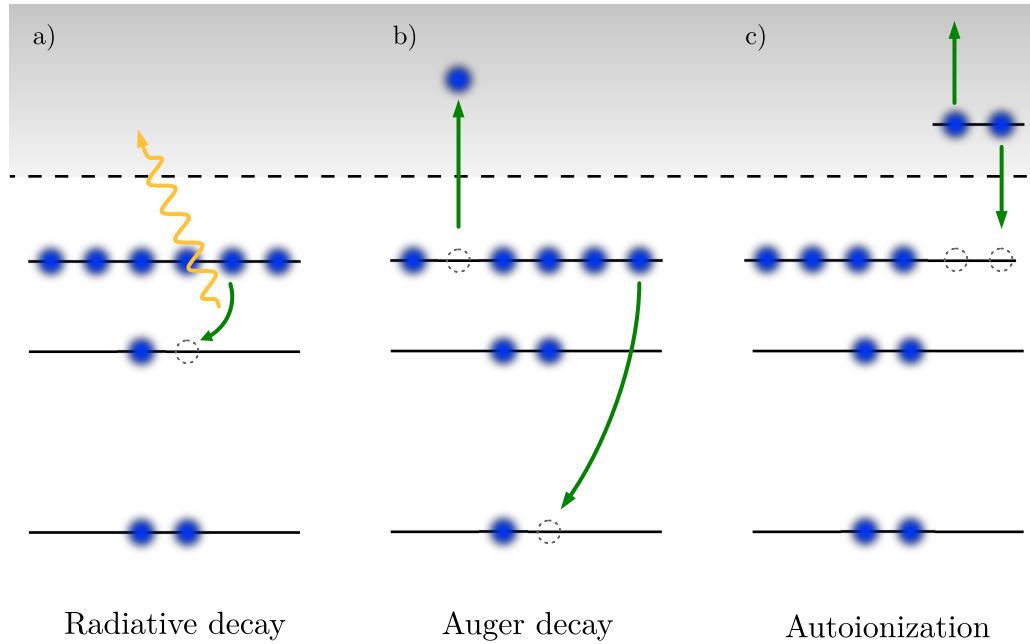 a)
b)
c)
Radiative decay
Auger decay
Autoionization